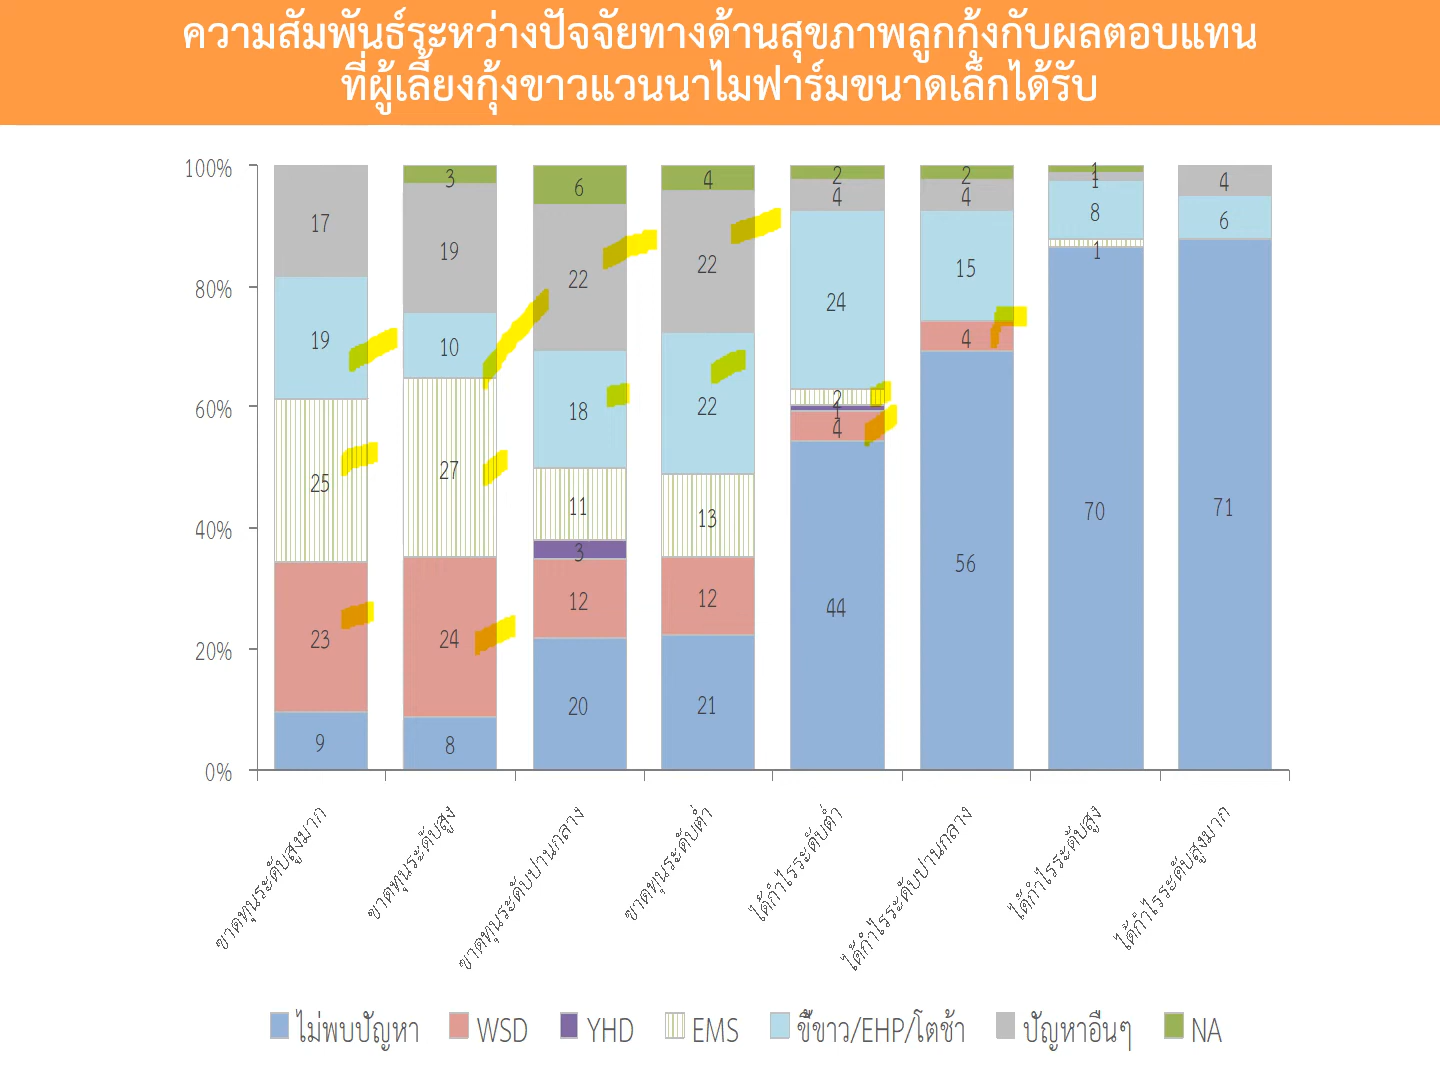 ความสัมพันธ์ระหว่างปัจจัยทางด้านสุขภาพลูกกุ้งกับผลตอบแทน
ที่ผู้เลี้ยงกุ้งขาวแวนนาไมฟาร์มขนาดเล็กได้รับ
100%
80%
60%
40%
20%
0%
17
19
25
23
9
3
19
10
27
24
8
6
22
18
11
3
12
20
4
22
22
13
12
21
2
4
24
2
1
4
44
2
4
15
4
56
1
1
8
1
70
4
6
71
ขาดทุนระดับสูงมาก
ขาดทุนระดับสูง
ขาดทุนระดับปานกลาง
ขาดทุนระดับต่ำ
ได้กำไรระดับต่ำ
ได้กำไรระดับปานกลาง
ได้กำไรระดับสูง
ได้กำไรระดับสูงมาก
ไม่พบปัญหา
WSD
YHD
EMS
ขี้ขาว/EHP/โตช้า
ปัญหาอื่นๆ
NA